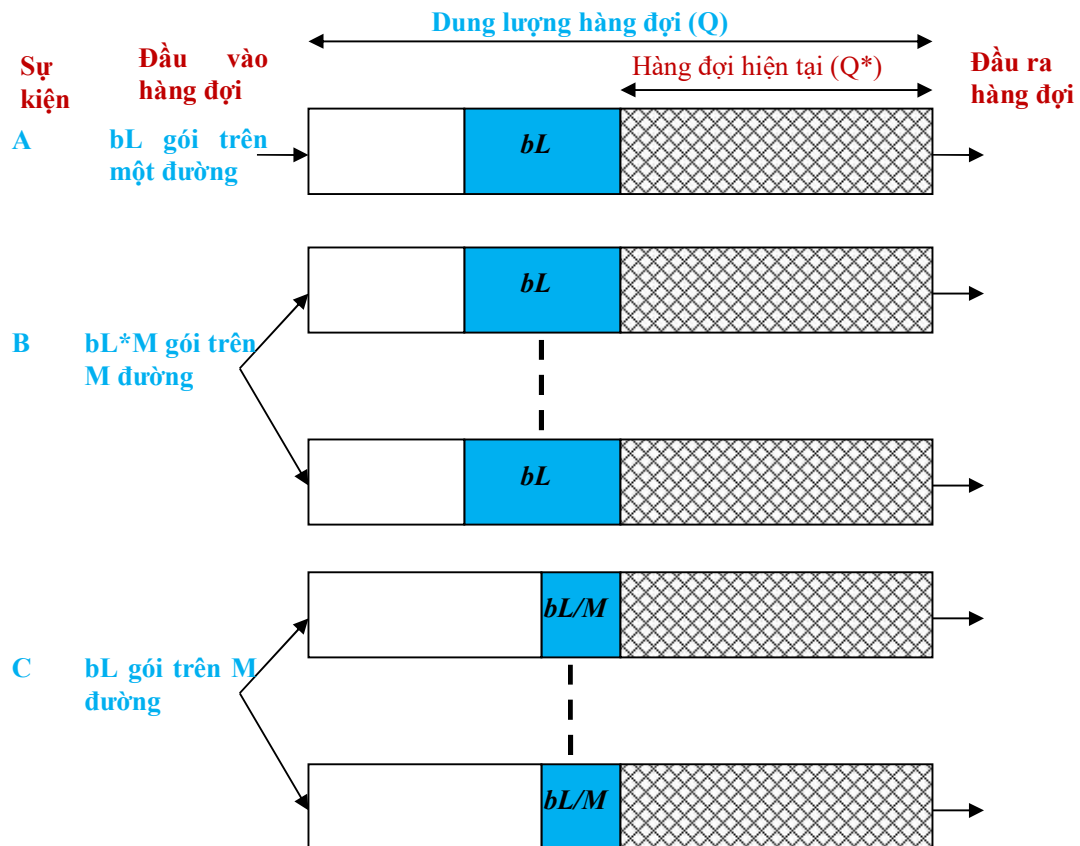 Dung lượng hàng đợi (Q)
Sự
kiện
Đầu vào
hàng đợi
Hàng đợi hiện tại (Q*)
Đầu ra
hàng đợi
A
bL gói trên
một đường
bL
bL
B
bL*M gói trên
M đường
bL
bL/M
C
bL gói trên M
đường
bL/M